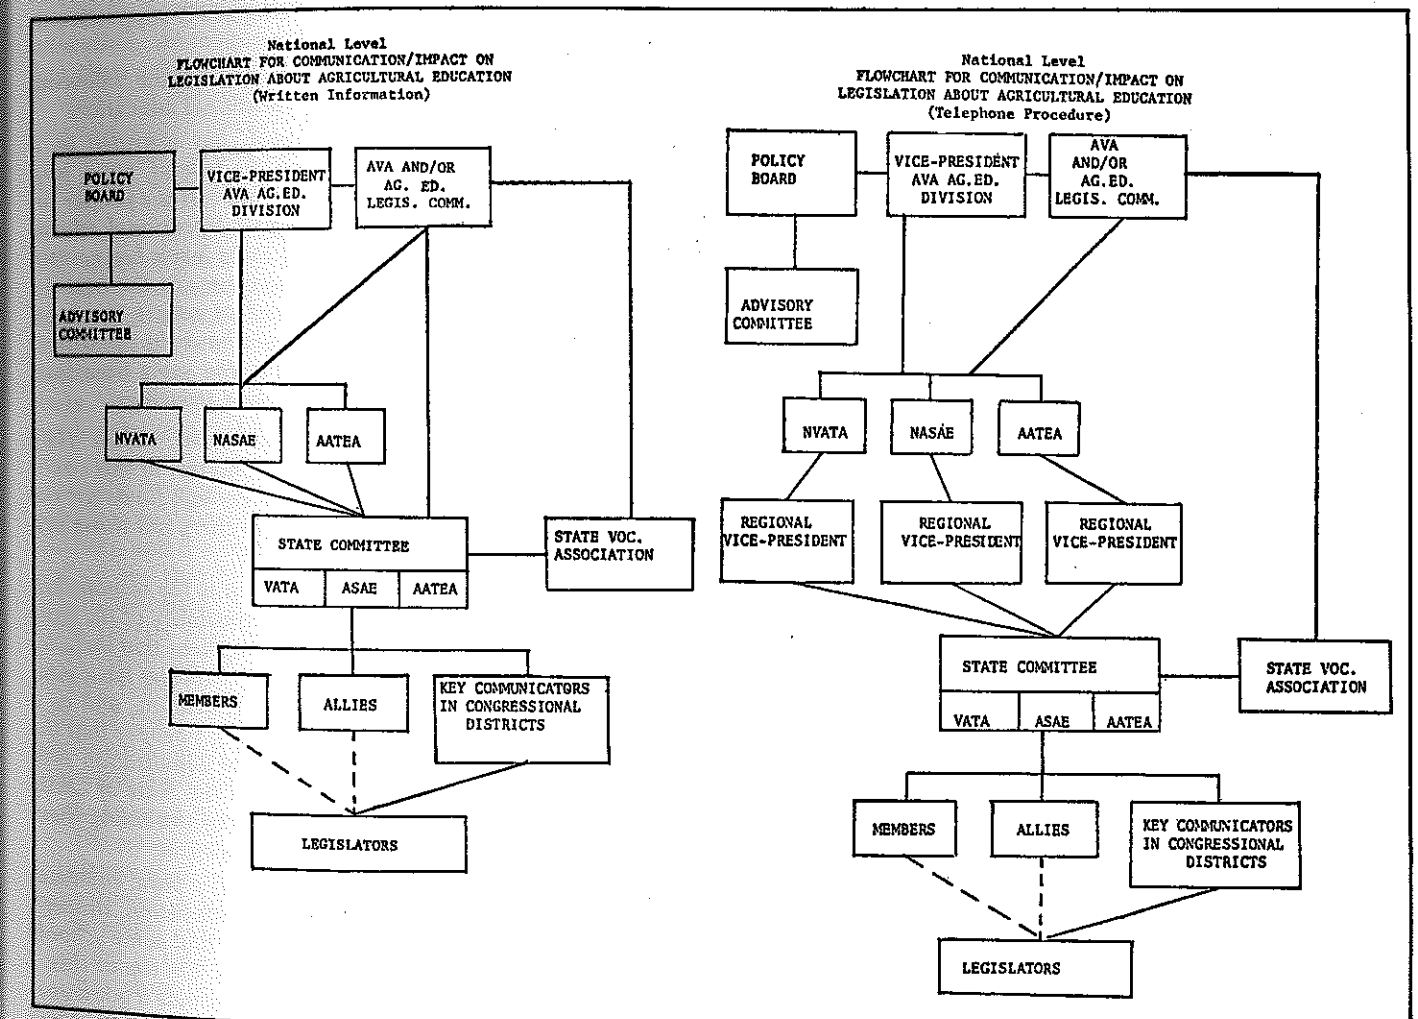 National Level
FLOWCHART FOR COMMUNICATION/IMPACT ON
LEGISLATION ABOUT AGRICULTURAL EDUCATION
(Written Information)
POLICY
BOARD
VICE-PRESIDENT
AVA AG.ED.
DIVISION
AVA AND/OR
AG. ED.
LEGIS. COMM.
ADVISORY
COMMITTEE
NVATA
NASAE
AATEA
STATE COMMITTEE
VATA
ASAE
AATEA
STATE VOC.
ASSOCIATION
MEMBERS
ALLIES
KEY COMMUNICATORS
IN CONGRESSIONAL
DISTRICTS
LEGISLATORS
National Level
FLOWCHART FOR COMMUNICATION/IMPACT ON
LEGISLATION ABOUT AGRICULTURAL EDUCATION
(Telephone Procedure)
POLICY
BOARD
VICE-PRESIDENT
AVA AG.ED.
DIVISION
AVA
AND/OR
AG.ED.
LEGIS. COMM.
ADVISORY
COMMITTEE
NVATA
NASAE
AATEA
REGIONAL
VICE-PRESIDENT
REGIONAL
VICE-PRESIDENT
REGIONAL
VICE-PRESIDENT
STATE COMMITTEE
VATA
ASAE
AATEA
STATE VOC.
ASSOCIATION
MEMBERS
ALLIES
KEY COMMUNICATORS
IN CONGRESSIONAL
DISTRICTS
LEGISLATORS